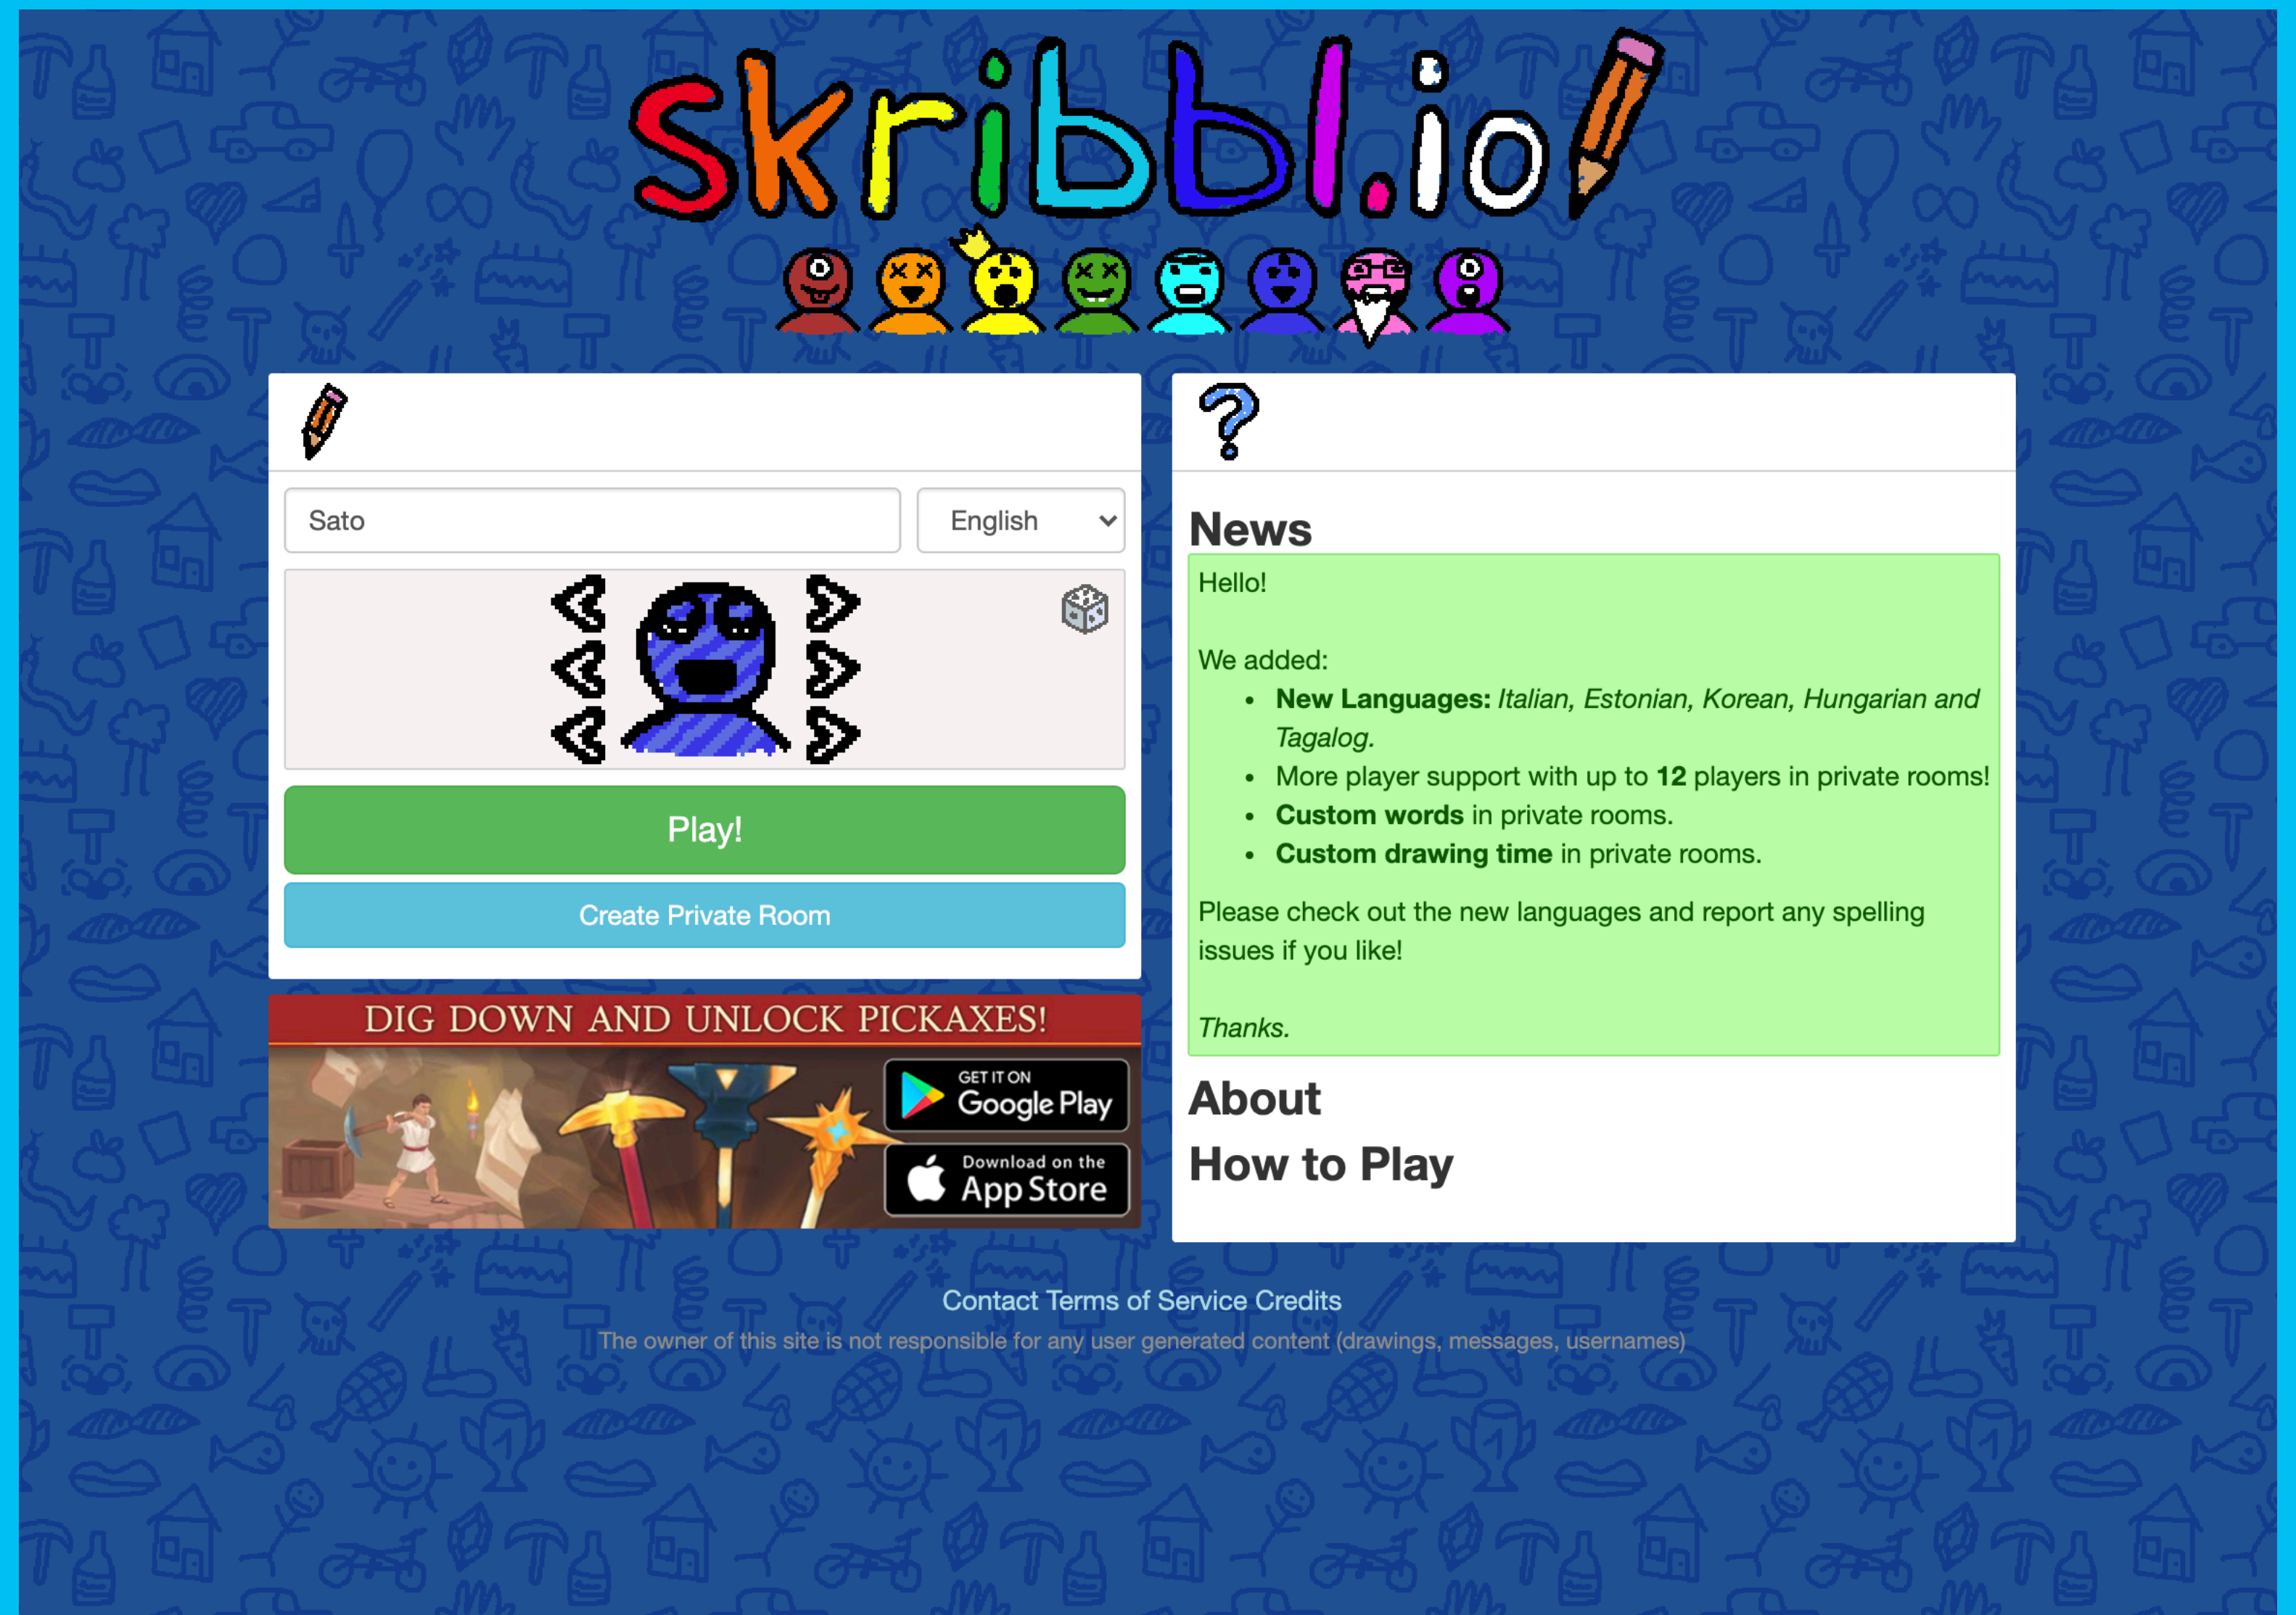 skribbl.io
Sato
English
Play!
Create Private Room
DIG DOWN AND UNLOCK PICKAXES!
GET IT ON
Google Play
Download on the
App Store
News
Hello!
We added:
• New Languages: Italian, Estonian, Korean, Hungarian and
Tagalog.
• More player support with up to 12 players in private rooms!
• Custom words in private rooms.
• Custom drawing time in private rooms.
Please check out the new languages and report any spelling
issues if you like!
Thanks.
About
How to Play
Contact Terms of Service Credits
The owner of this site is not responsible for any user generated content (drawings, messages, usernames)